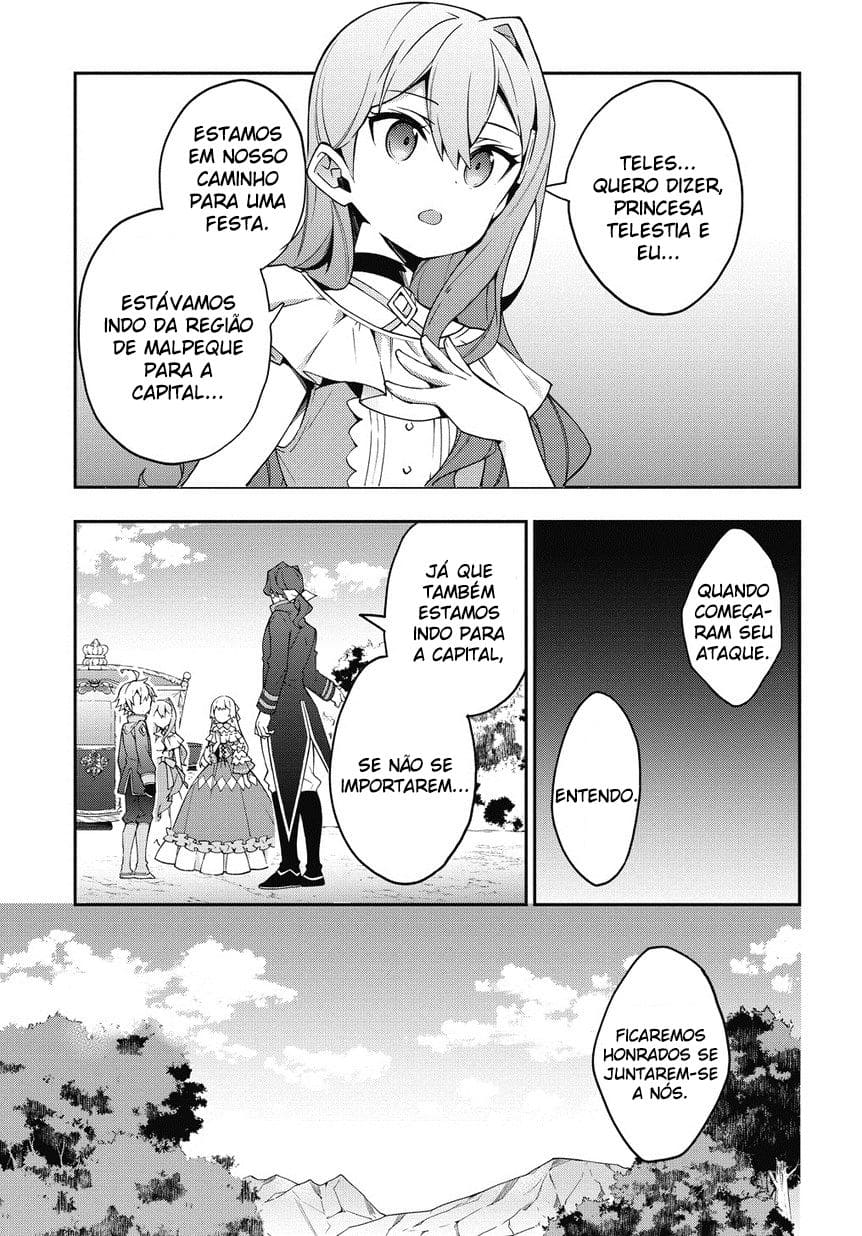 TELES...
QUERO DIZER,
PRINCESA
TELESTIA E
EU...
ESTAMOS
EM NOSSO
CAMINHO
PARA UMA
FESTA.
ESTÁVAMOS
INDO DA REGIÃO
DE MALPEQUE
PARA A
CAPITAL...
QUANDO
COMEÇA-
RAM SEU
ATAQUE.
ENTENDO.
JÁ QUE
TAMBÉM
ESTAMOS
INDO PARA
A CAPITAL,
SE NÃO SE
IMPORTAREM...
FICAREMOS
HONRADOS SE
JUNTAREM-SE
A NÓS.